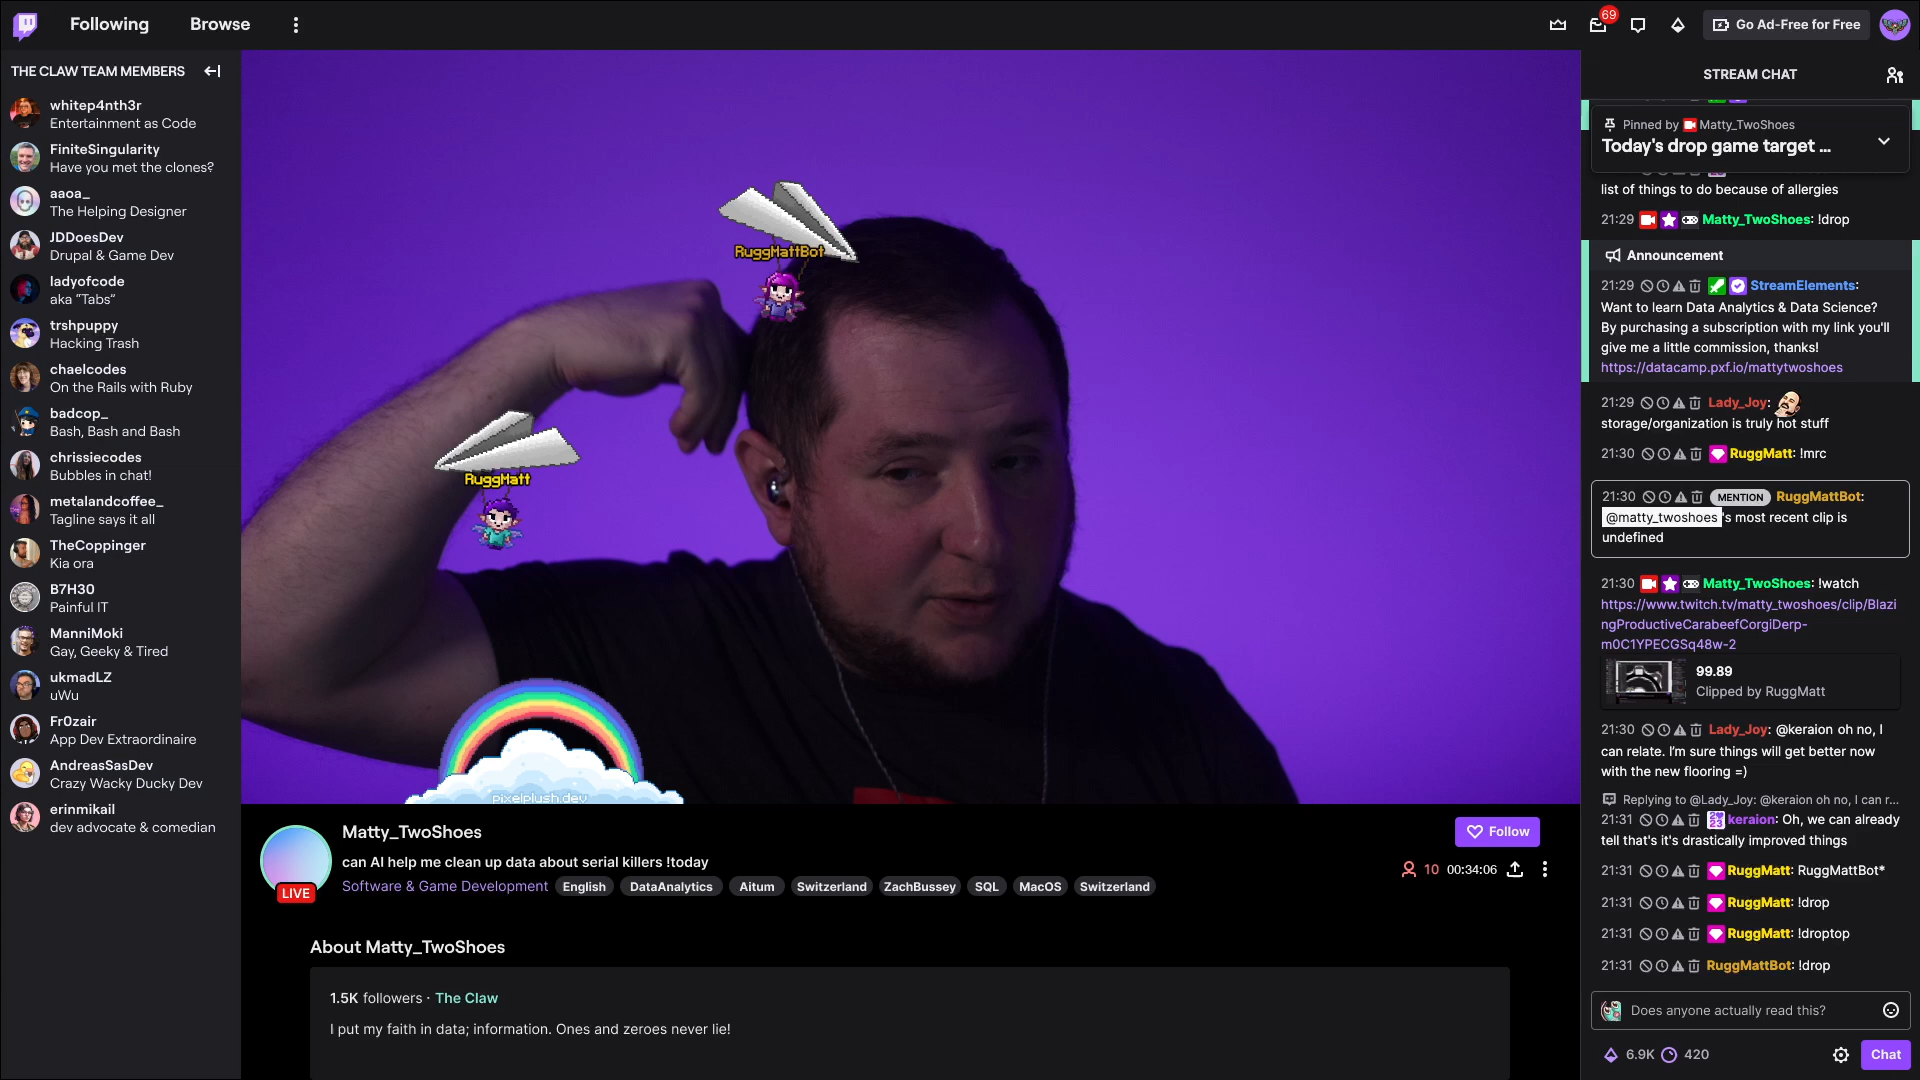 Following
Browse
69
Go Ad-Free for Free
THE CLAW TEAM MEMBERS
whitep4nth3r
Entertainment as Code
FiniteSingularity
Have you met the clones?
aaoa_
The Helping Designer
JDDoesDev
Drupal & Game Dev
ladyofcode
aka "Tabs"
trshpuppy
Hacking Trash
chaelcodes
On the Rails with Ruby
badcop_
Bash, Bash and Bash
chrissiecodes
Bubbles in chat!
metalandcoffee_
Tagline says it all
TheCoppinger
Kia ora
B7H30
Painful IT
ManniMoki
Gay, Geeky & Tired
ukmadLZ
uWu
Fr0zair
App Dev Extraordinaire
AndreasSasDev
Crazy Wacky Ducky Dev
erinmikail
dev advocate & comedian
RuggMattBot
RuggMatt
pixelplush.dev
LIVE
Matty_TwoShoes
can AI help me clean up data about serial killers !today
Software & Game Development English DataAnalytics Aitum Switzerland ZachBussey SQL MacOS Switzerland
Follow
10 00:34:06
About Matty_TwoShoes
1.5K followers · The Claw
I put my faith in data; information. Ones and zeroes never lie!
STREAM CHAT
Pinned by Matty_TwoShoes
Today's drop game target ...
list of things to do because of allergies
21:29 Matty_TwoShoes: !drop
Announcement
21:29 StreamElements:
Want to learn Data Analytics & Data Science?
By purchasing a subscription with my link you'll
give me a little commission, thanks!
https://datacamp.pxf.io/mattytwoshoes
21:29 Lady_Joy:
storage/organization is truly hot stuff
21:30 RuggMatt: !mrc
21:30 MENTION RuggMattBot:
@matty_twoshoes 's most recent clip is
undefined
21:30 Matty_TwoShoes: !watch
https://www.twitch.tv/matty_twoshoes/clip/Blazi
ngProductiveCarabeefCorgiDerp-
m0C1YPECGSq48w-2
99.89
Clipped by RuggMatt
21:30 Lady_Joy: @keraion oh no, I
can relate. I'm sure things will get better now
with the new flooring =)
Replying to @Lady_Joy: @keraion oh no, I can r...
21:31 keraion: Oh, we can already
tell that's it's drastically improved things
21:31 RuggMatt: RuggMattBot*
21:31 RuggMatt: !drop
21:31 RuggMatt: !droptop
21:31 RuggMattBot: !drop
Does anyone actually read this?
6.9K 420
Chat